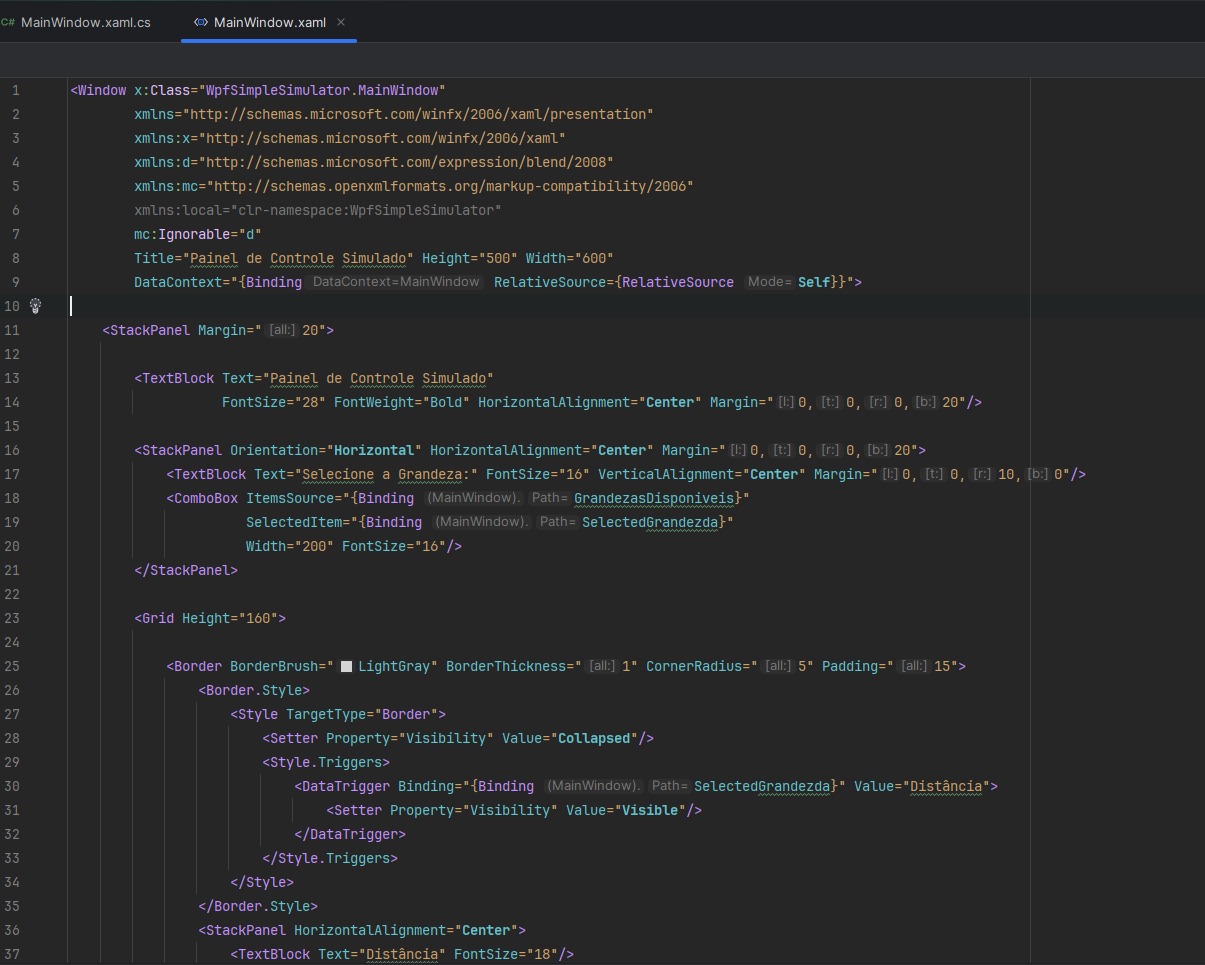 C# MainWindow.xaml.cs
MainWindow.xaml
1 <Window x:Class="WpfSimpleSimulator.MainWindow"
2 xmlns="http://schemas.microsoft.com/winfx/2006/xaml/presentation"
3 xmlns:x="http://schemas.microsoft.com/winfx/2006/xaml"
4 xmlns:d="http://schemas.microsoft.com/expression/blend/2008"
5 xmlns:mc="http://schemas.openxmlformats.org/markup-compatibility/2006"
6 xmlns:local="clr-namespace:WpfSimpleSimulator"
7 mc:Ignorable="d"
8 Title="Painel de Controle Simulado" Height="500" Width="600"
9 DataContext="{Binding DataContext=MainWindow RelativeSource={RelativeSource Mode= Self}}">
10
11 <StackPanel Margin=" [all:] 20">
12
13 <TextBlock Text="Painel de Controle Simulado"
14 FontSize="28" FontWeight="Bold" HorizontalAlignment="Center" Margin=" [l:] 0, [t:] 0, [r:] 0, [b:] 20"/>
15
16 <StackPanel Orientation="Horizontal" HorizontalAlignment="Center" Margin=" [l:] 0, [t:] 0, [r:] 0, [b:] 20">
17 <TextBlock Text="Selecione a Grandeza:" FontSize="16" VerticalAlignment="Center" Margin=" [l:] 0, [t:] 0, [r:] 10, [b:] 0"/>
18 <ComboBox ItemsSource="{Binding (MainWindow). Path= GrandezasDisponiveis}"
19 SelectedItem="{Binding (MainWindow). Path= SelectedGrandezda}"
20 Width="200" FontSize="16"/>
21 </StackPanel>
22
23 <Grid Height="160">
24
25 <Border BorderBrush=" LightGray" BorderThickness=" [all:] 1" CornerRadius=" [all:] 5" Padding=" [all:] 15">
26 <Border.Style>
27 <Style TargetType="Border">
28 <Setter Property="Visibility" Value="Collapsed"/>
29 <Style.Triggers>
30 <DataTrigger Binding="{Binding (MainWindow). Path= SelectedGrandezda}" Value="Distância">
31 <Setter Property="Visibility" Value="Visible"/>
32 </DataTrigger>
33 </Style.Triggers>
34 </Style>
35 </Border.Style>
36 <StackPanel HorizontalAlignment="Center">
37 <TextBlock Text="Distância" FontSize="18"/>